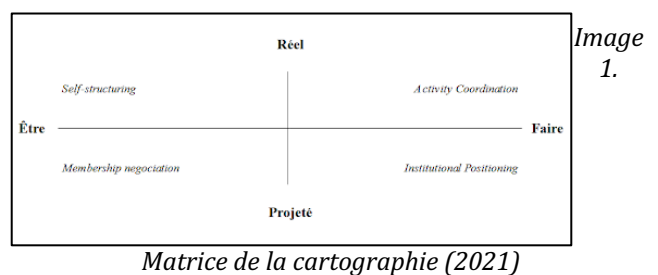 Réel
Image
1.
Self-structuring
Activity Coordination
Être
Faire
Membership negociation
Institutional Positioning
Projeté
Matrice de la cartographie (2021)